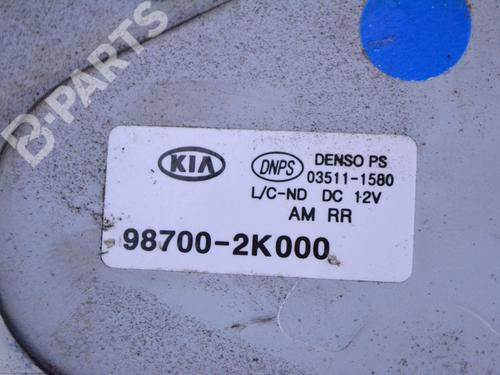 B-PARTS
KIA
DNPS
DENSO PS
03511-1580
L/C-ND DC 12V
AM RR
98700-2K000